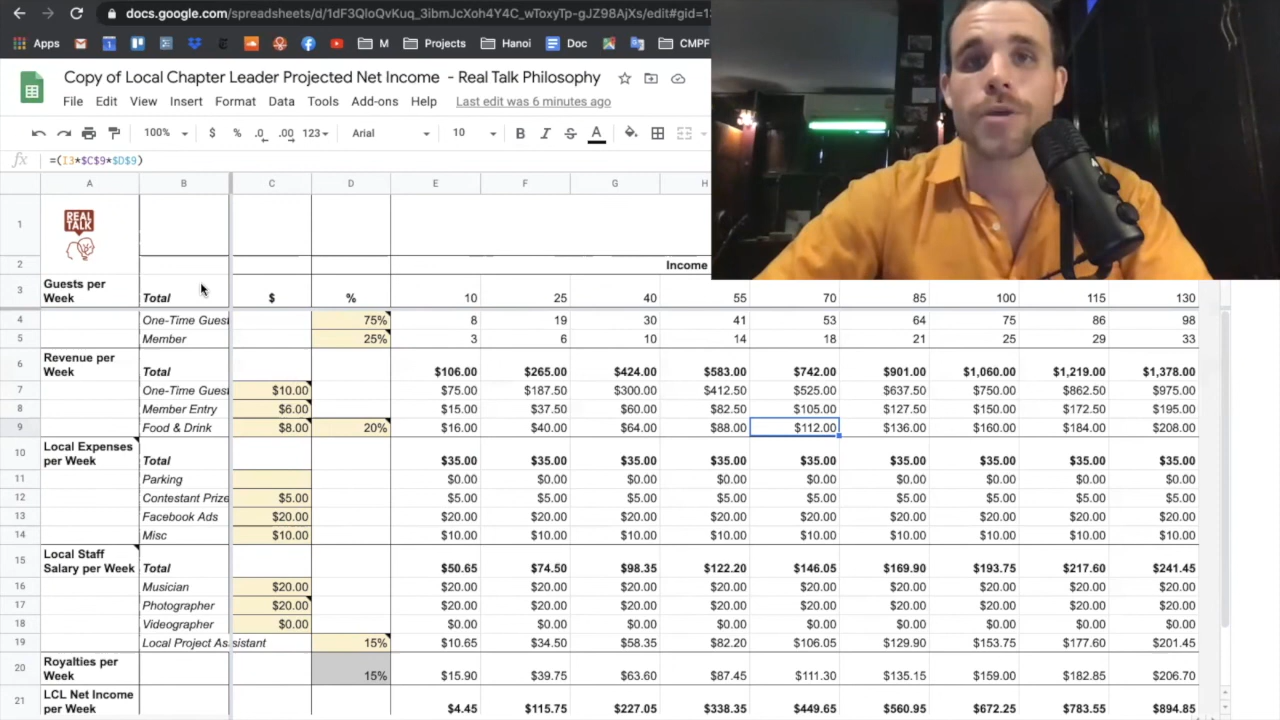 docs.google.com/spreadsheets/d/1dF3QloQvKuq_3ibmJcXoh4Y4C_wToxyTp-gJZ98AjXs/edit#gid=1
Apps M Projects Hanoi Doc CMPF
Copy of Local Chapter Leader Projected Net Income - Real Talk Philosophy
File Edit View Insert Format Data Tools Add-ons Help Last edit was 6 minutes ago
100% $ % .0 .00 123 Arial 10 B I S A
fx =(I3*$C$9*$D$9)
A B C D E F G H
1 REAL TALK
2 Income
3 Guests per Week Total $ % 10 25 40 55 70 85 100 115 130
4 One-Time Guest 75% 8 19 30 41 53 64 75 86 98
5 Member 25% 3 6 10 14 18 21 25 29 33
6 Revenue per Week Total $106.00 $265.00 $424.00 $583.00 $742.00 $901.00 $1,060.00 $1,219.00 $1,378.00
7 One-Time Guest $10.00 $75.00 $187.50 $300.00 $412.50 $525.00 $637.50 $750.00 $862.50 $975.00
8 Member Entry $6.00 $15.00 $37.50 $60.00 $82.50 $105.00 $127.50 $150.00 $172.50 $195.00
9 Food & Drink $8.00 20% $16.00 $40.00 $64.00 $88.00 $112.00 $136.00 $160.00 $184.00 $208.00
10 Local Expenses per Week Total $35.00 $35.00 $35.00 $35.00 $35.00 $35.00 $35.00 $35.00 $35.00
11 Parking $0.00 $0.00 $0.00 $0.00 $0.00 $0.00 $0.00 $0.00 $0.00
12 Contestant Prize $5.00 $5.00 $5.00 $5.00 $5.00 $5.00 $5.00 $5.00 $5.00 $5.00
13 Facebook Ads $20.00 $20.00 $20.00 $20.00 $20.00 $20.00 $20.00 $20.00 $20.00 $20.00
14 Misc $10.00 $10.00 $10.00 $10.00 $10.00 $10.00 $10.00 $10.00 $10.00 $10.00
15 Local Staff Salary per Week Total $50.65 $74.50 $98.35 $122.20 $146.05 $169.90 $193.75 $217.60 $241.45
16 Musician $20.00 $20.00 $20.00 $20.00 $20.00 $20.00 $20.00 $20.00 $20.00 $20.00
17 Photographer $20.00 $20.00 $20.00 $20.00 $20.00 $20.00 $20.00 $20.00 $20.00 $20.00
18 Videographer $0.00 $0.00 $0.00 $0.00 $0.00 $0.00 $0.00 $0.00 $0.00 $0.00
19 Local Project Assistant 15% $10.65 $34.50 $58.35 $82.20 $106.05 $129.90 $153.75 $177.60 $201.45
20 Royalties per Week 15% $15.90 $39.75 $63.60 $87.45 $111.30 $135.15 $159.00 $182.85 $206.70
21 LCL Net Income per Week $4.45 $115.75 $227.05 $338.35 $449.65 $560.95 $672.25 $783.55 $894.85